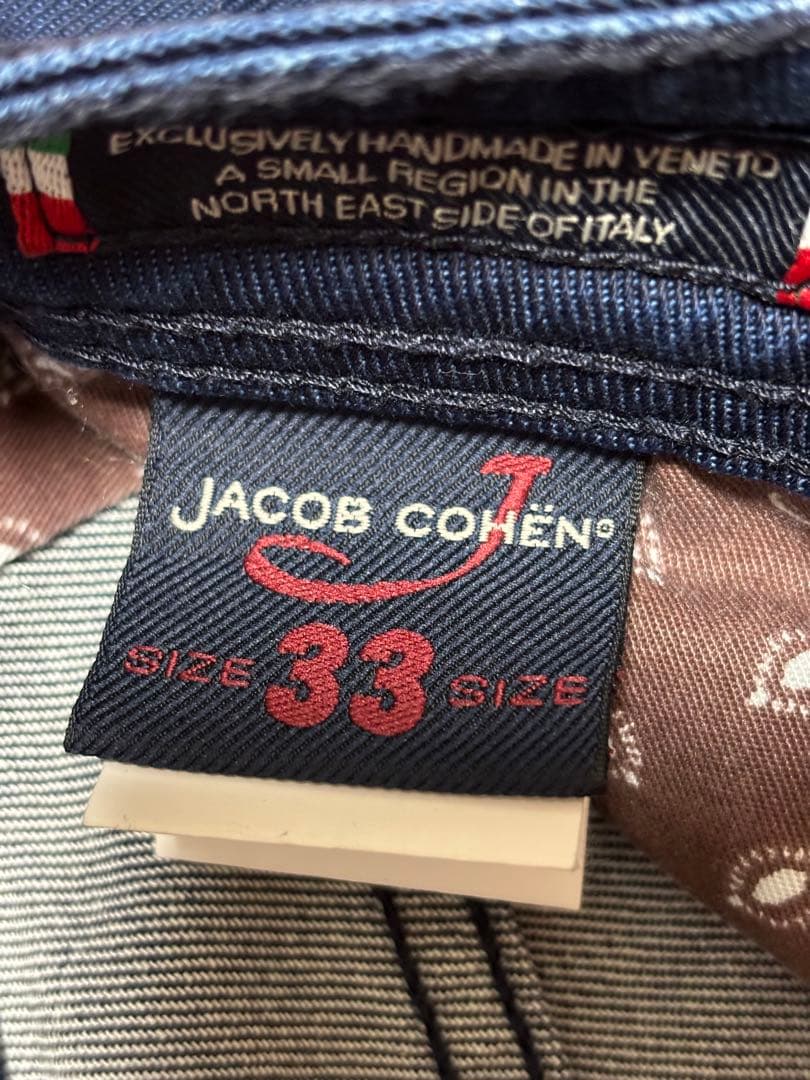 EXCLUSIVELY HANDMADE IN VENETO
A SMALL REGION IN THE
NORTH EAST SIDE OF ITALY
JACOB COHËN®
SIZE 33 SIZE